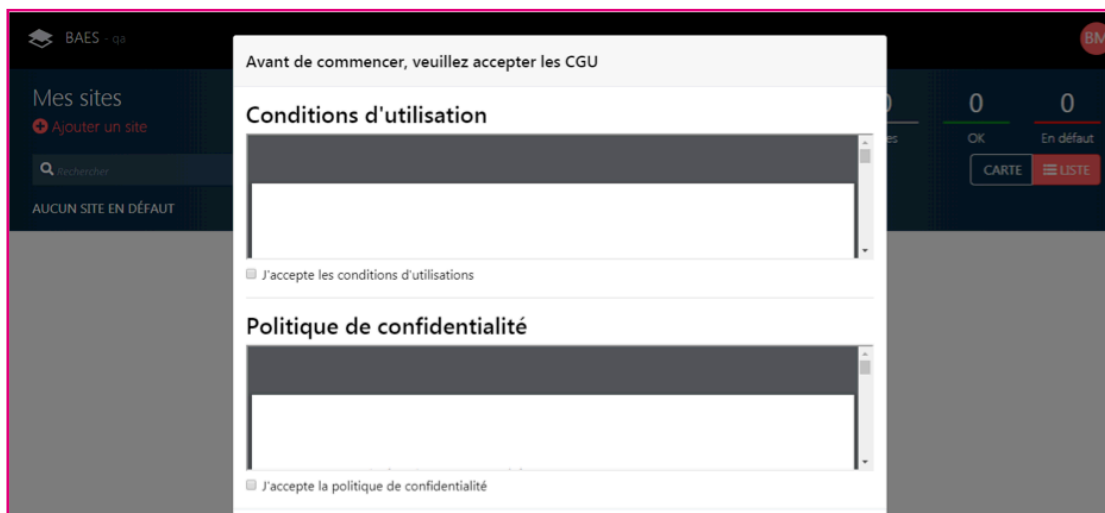 BAES - qa
BM
Avant de commencer, veuillez accepter les CGU
Mes sites
Ajouter un site
Rechercher
AUCUN SITE EN DÉFAUT
0
0
es
OK
En défaut
CARTE
LISTE
Conditions d'utilisation
J'accepte les conditions d'utilisations
Politique de confidentialité
J'accepte la politique de confidentialité